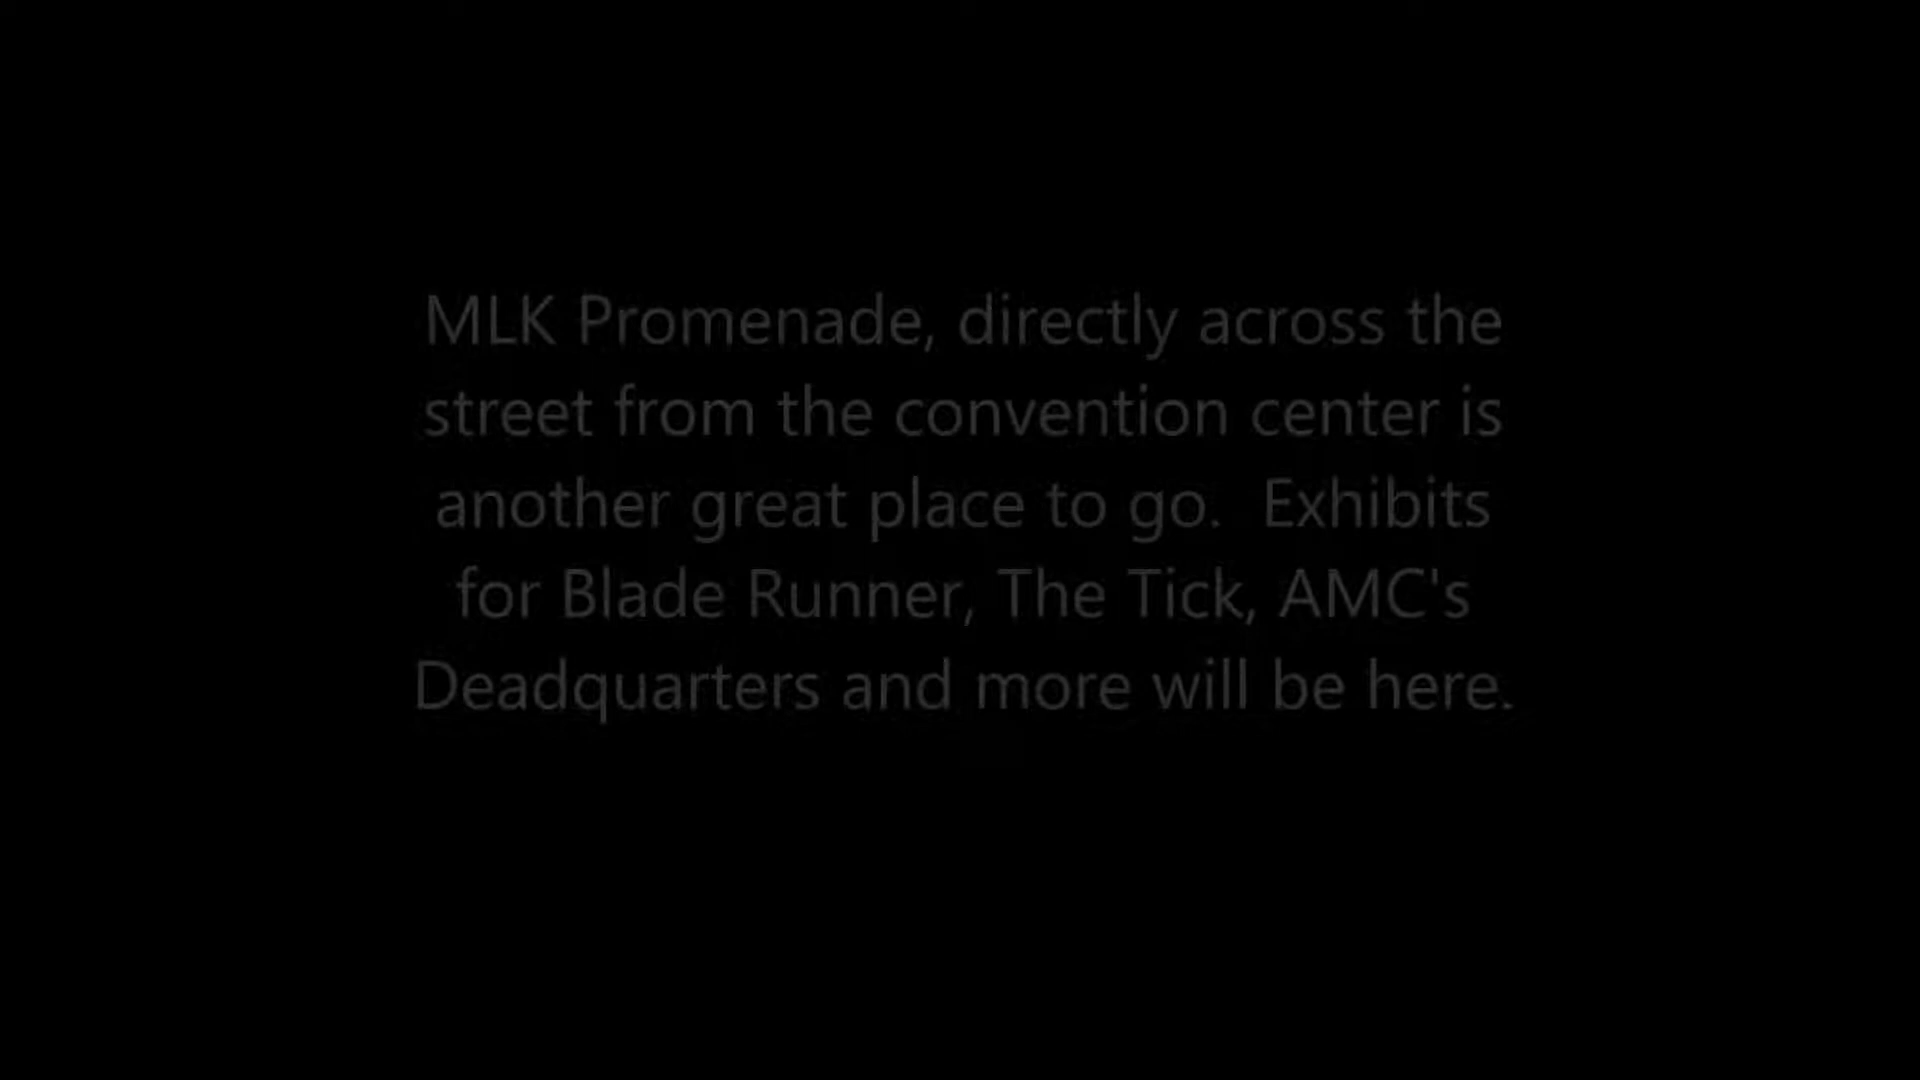 MLK Promenade, directly across the
street from the convention center is
another great place to go.  Exhibits
for Blade Runner, The Tick, AMC's
Deadquarters and more will be here.